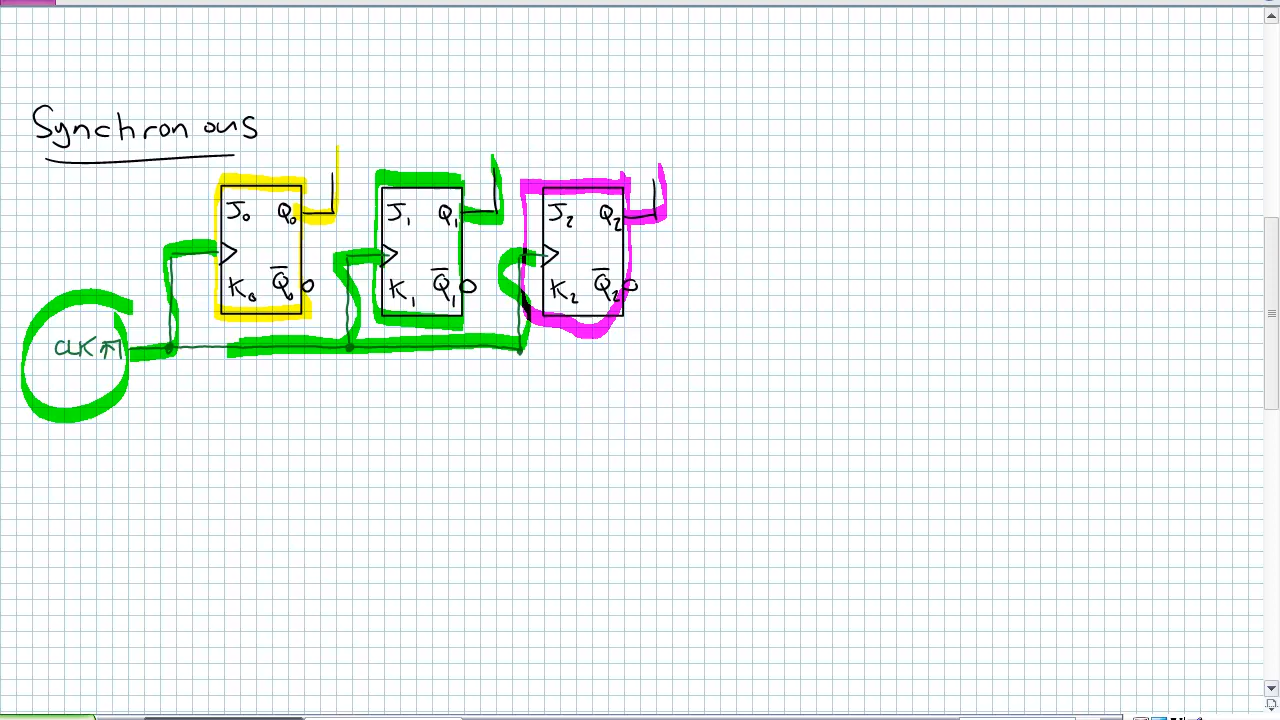 Synchronous
J₀ Q₀
K₀ Q̅₀
J₁ Q₁
K₁ Q̅₁
J₂ Q₂
K₂ Q̅₂
CLK